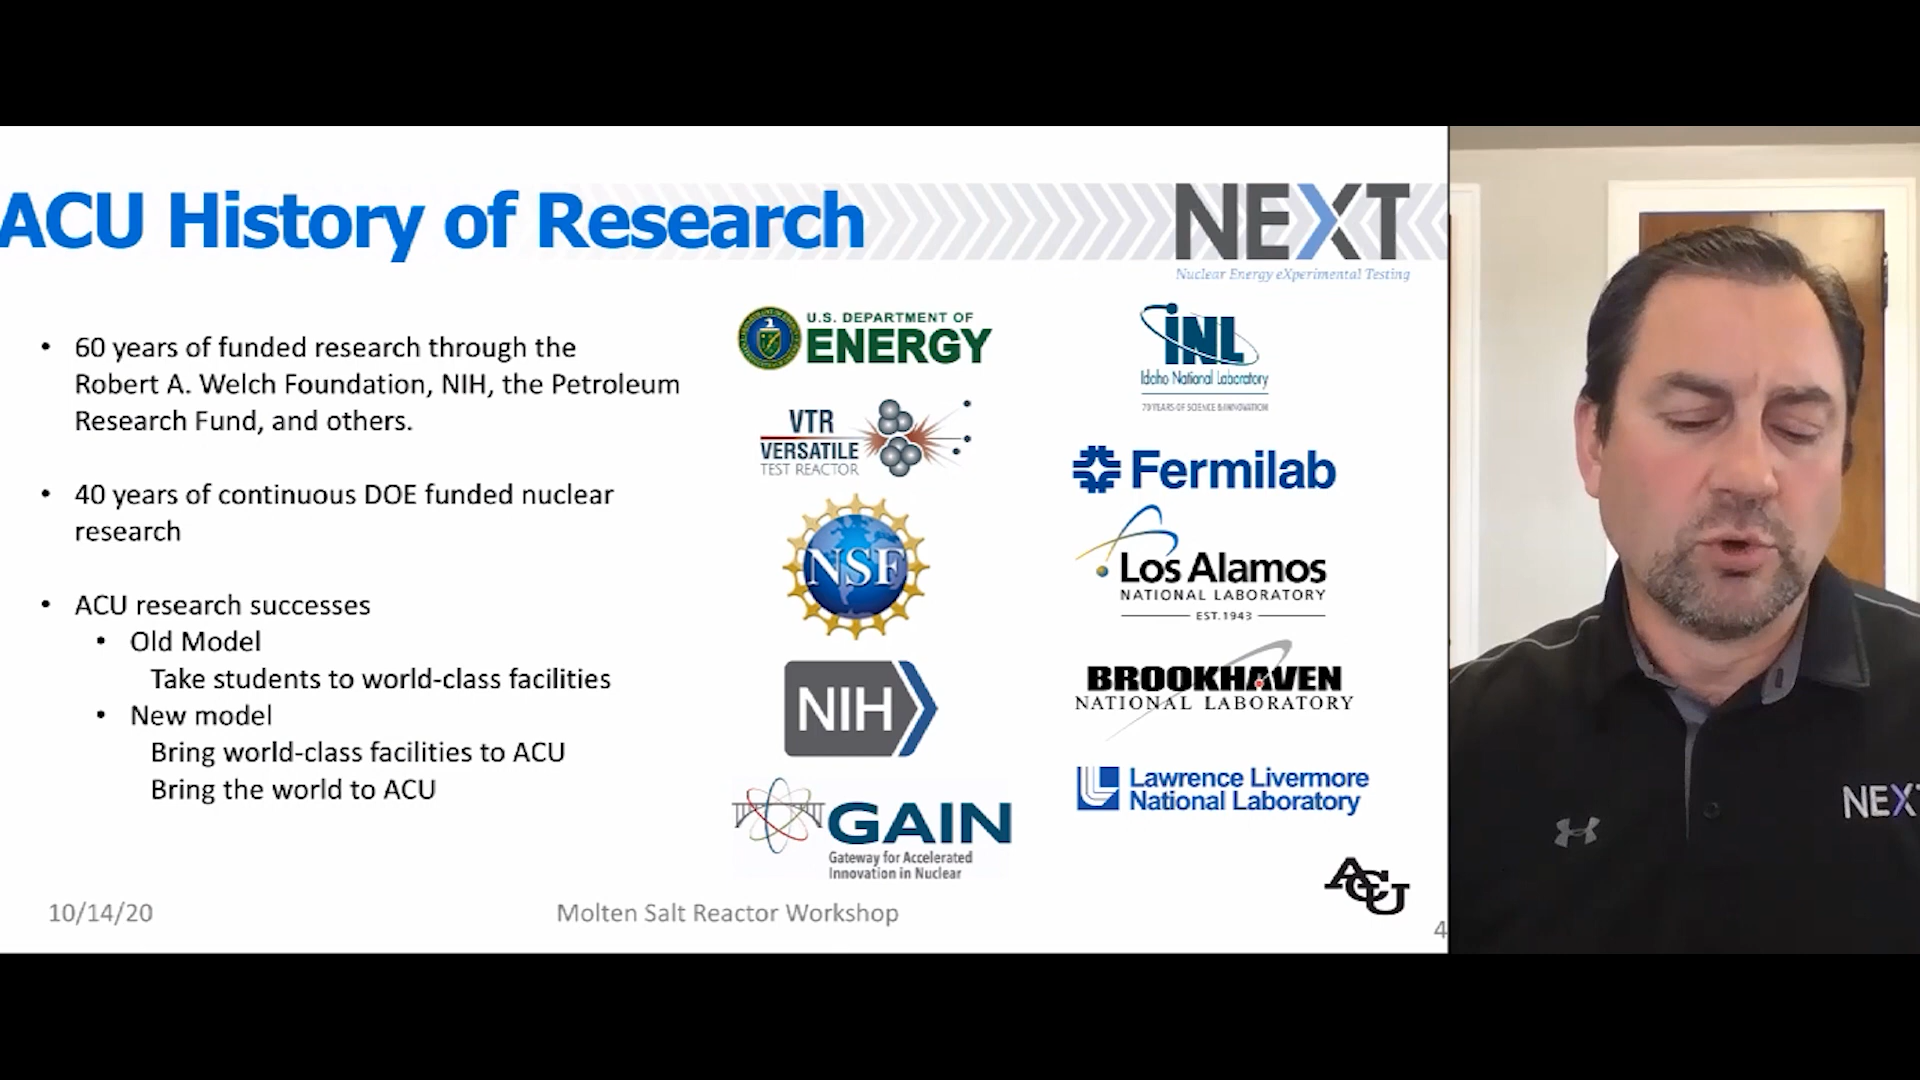 ACU History of Research
NEXT
Nuclear Energy eXperimental Testing
• 60 years of funded research through the
Robert A. Welch Foundation, NIH, the Petroleum
Research Fund, and others.
• 40 years of continuous DOE funded nuclear
research
• ACU research successes
• Old Model
Take students to world-class facilities
• New model
Bring world-class facilities to ACU
Bring the world to ACU
U.S. DEPARTMENT OF
ENERGY
VTR
VERSATILE
TEST REACTOR
NSF
NIH
GAIN
Gateway for Accelerated
Innovation in Nuclear
INL
Idaho National Laboratory
70 YEARS OF SCIENCE & INNOVATION
Fermilab
Los Alamos
NATIONAL LABORATORY
EST. 1943
BROOKHAVEN
NATIONAL LABORATORY
Lawrence Livermore
National Laboratory
ACU
10/14/20
Molten Salt Reactor Workshop
4
NEXT